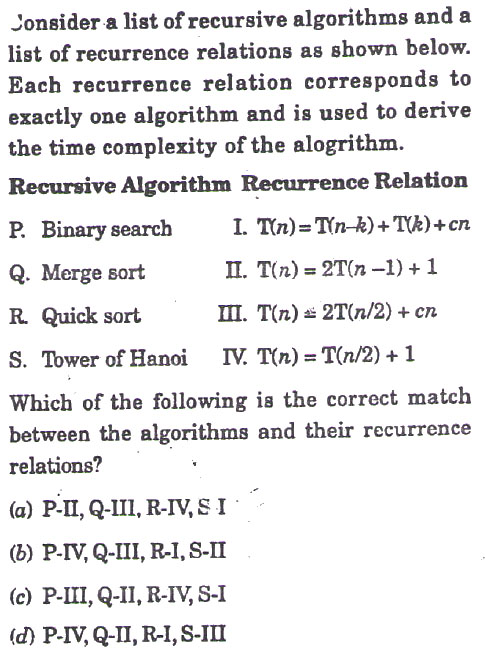 Consider a list of recursive algorithms and a
list of recurrence relations as shown below.
Each recurrence relation corresponds to
exactly one algorithm and is used to derive
the time complexity of the alogrithm.
Recursive Algorithm Recurrence Relation
P. Binary search I. T(n) = T(n–k) + T(k) + cn
Q. Merge sort II. T(n) = 2T(n –1) + 1
R. Quick sort III. T(n) = 2T(n/2) + cn
S. Tower of Hanoi IV. T(n) = T(n/2) + 1
Which of the following is the correct match
between the algorithms and their recurrence
relations?
(a) P-II, Q-III, R-IV, S-I
(b) P-IV, Q-III, R-I, S-II
(c) P-III, Q-II, R-IV, S-I
(d) P-IV, Q-II, R-I, S-III